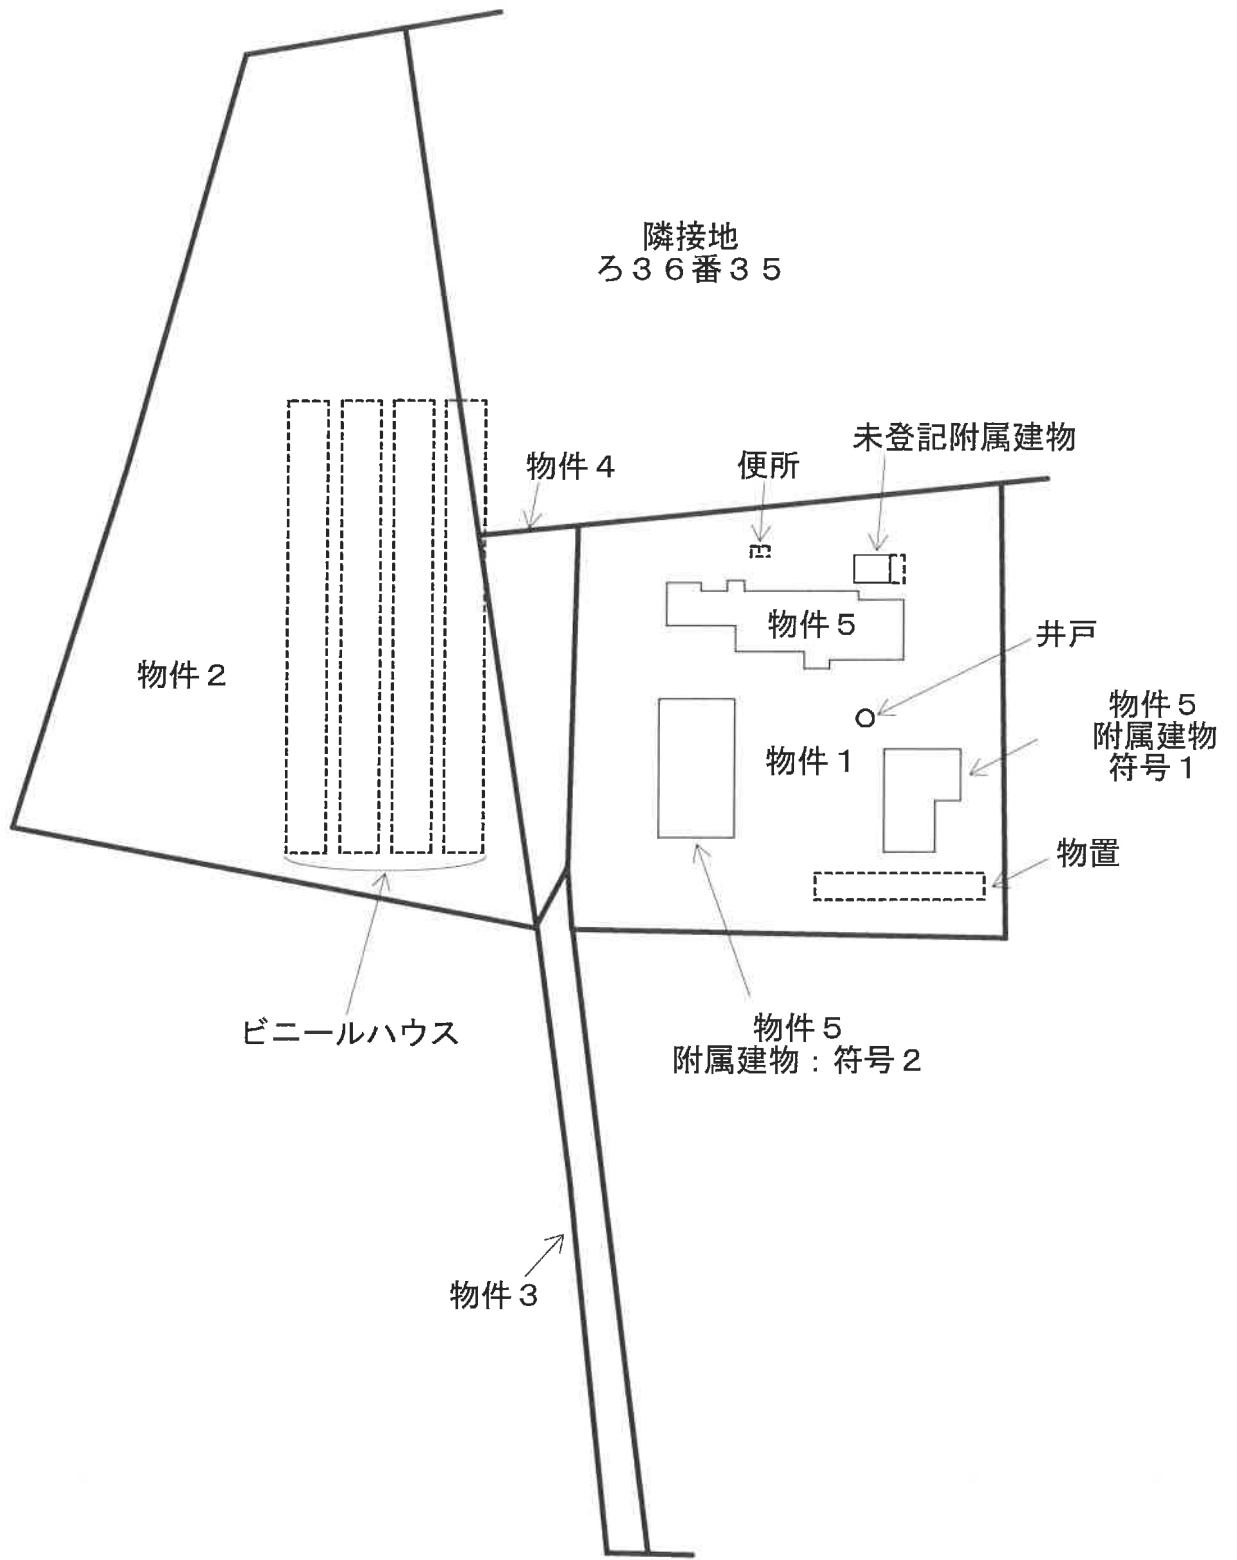 隣接地
ろ３６番３５
未登記附属建物
物件４
便所
物件５
井戸
物件２
物件５
附属建物
符号１
物件１
物置
ビニールハウス
物件５
附属建物：符号２
物件３